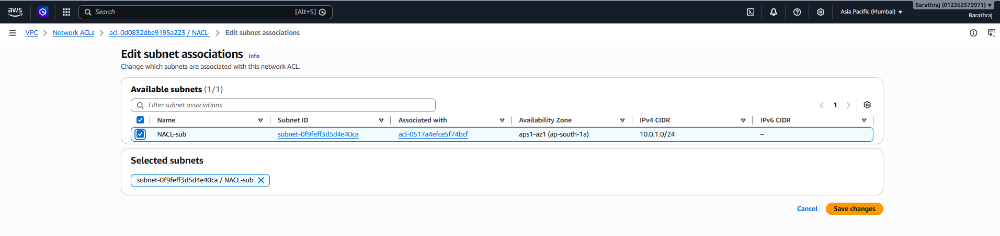 aws
Search [Alt+S]
Asia Pacific (Mumbai)
Barathraj (012362579971)
Barathraj
VPC
Network ACLs
acl-0d0832dbe9195a223 / NACL-
Edit subnet associations
Edit subnet associations Info
Change which subnets are associated with this network ACL.
Available subnets (1/1)
Filter subnet associations
1
Name Subnet ID Associated with Availability Zone IPv4 CIDR IPv6 CIDR
NACL-sub subnet-0f9feff3d5d4e40ca acl-0517a4efce5f74bcf aps1-az1 (ap-south-1a) 10.0.1.0/24 –
Selected subnets
subnet-0f9feff3d5d4e40ca / NACL-sub
Cancel Save changes